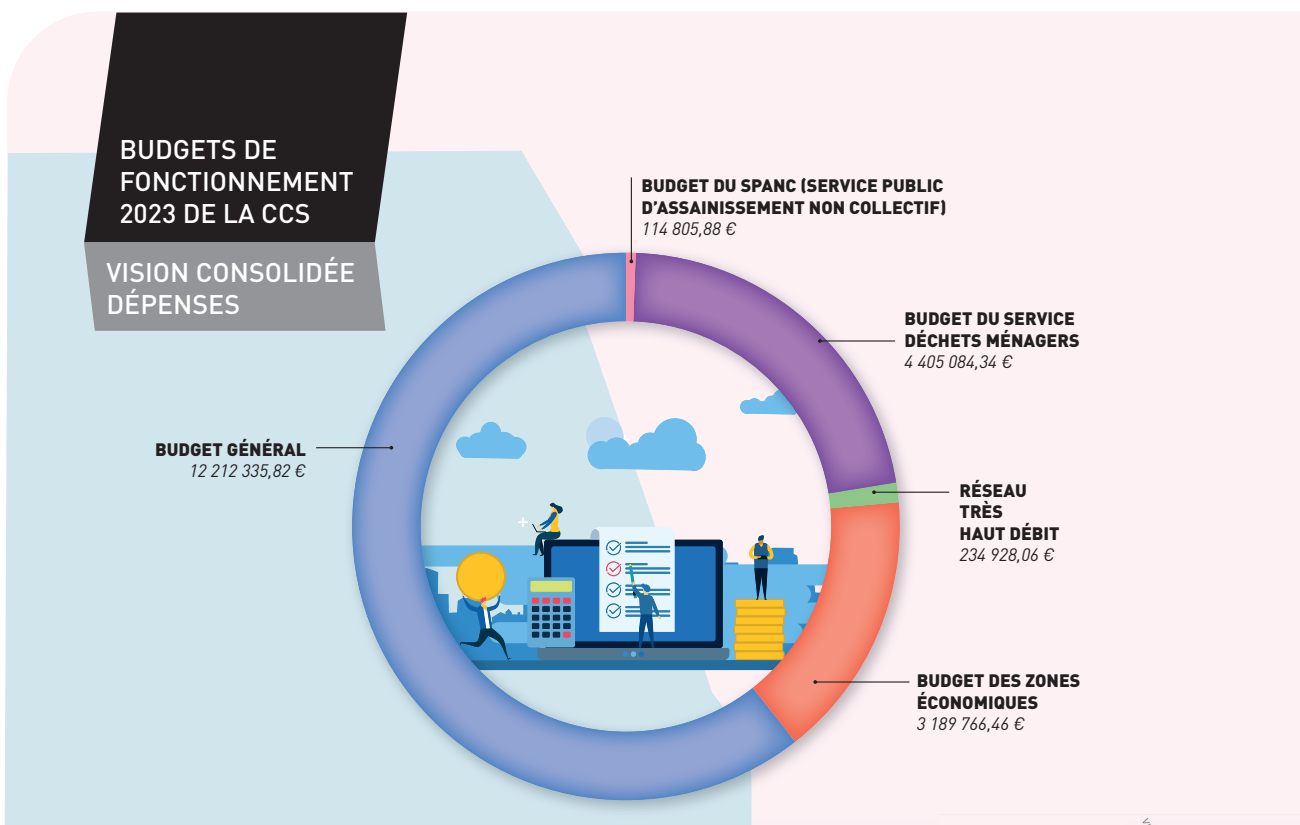 BUDGETS DE
FONCTIONNEMENT
2023 DE LA CCS
VISION CONSOLIDÉE
DÉPENSES
BUDGET DU SPANC (SERVICE PUBLIC
D'ASSAINISSEMENT NON COLLECTIF)
114 805,88 €
BUDGET DU SERVICE
DÉCHETS MÉNAGERS
4 405 084,34 €
BUDGET GÉNÉRAL
12 212 335,82 €
RÉSEAU
TRÈS
HAUT DÉBIT
234 928,06 €
BUDGET DES ZONES
ÉCONOMIQUES
3 189 766,46 €